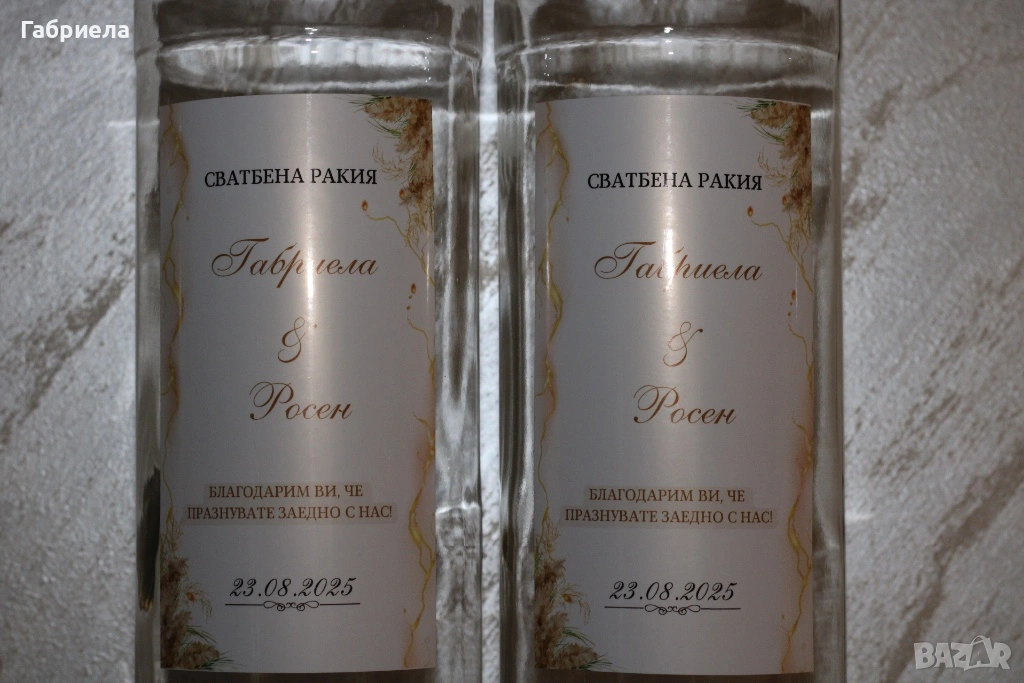 Габриела
СВАТБЕНА РАКИЯ
Габриела
&
Росен
БЛАГОДАРИМ ВИ, ЧЕ
ПРАЗНУВАТЕ ЗАЕДНО С НАС!
23.08.2025
СВАТБЕНА РАКИЯ
Габриела
&
Росен
БЛАГОДАРИМ ВИ, ЧЕ
ПРАЗНУВАТЕ ЗАЕДНО С НАС!
23.08.2025
BAZAR